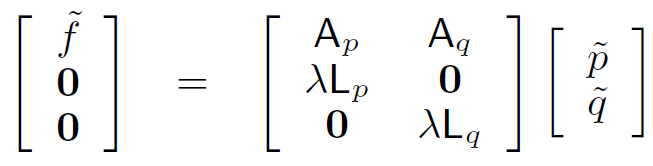 [ f̃ 𝟎 𝟎 ] = [ A_p A_q ; λL_p 𝟎 ; 𝟎 λL_q ] [ p̃ q̃ ]